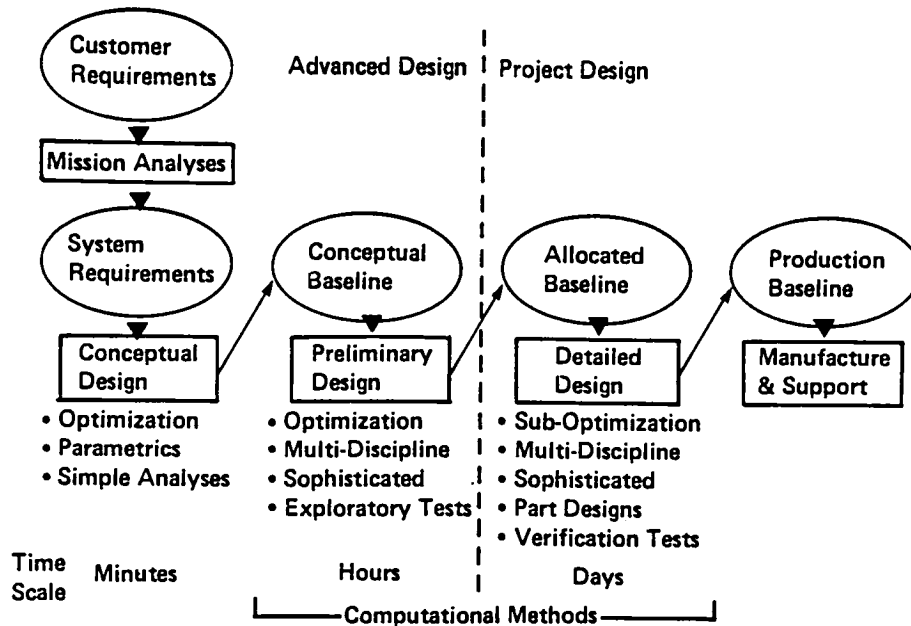 Customer
Requirements
Advanced Design
Project Design
Mission Analyses
System
Requirements
Conceptual
Baseline
Allocated
Baseline
Production
Baseline
Conceptual
Design
Preliminary
Design
Detailed
Design
Manufacture
& Support
• Optimization
• Parametrics
• Simple Analyses
• Optimization
• Multi-Discipline
• Sophisticated
• Exploratory Tests
• Sub-Optimization
• Multi-Discipline
• Sophisticated
• Part Designs
• Verification Tests
Time
Scale
Minutes
Hours
Days
Computational Methods